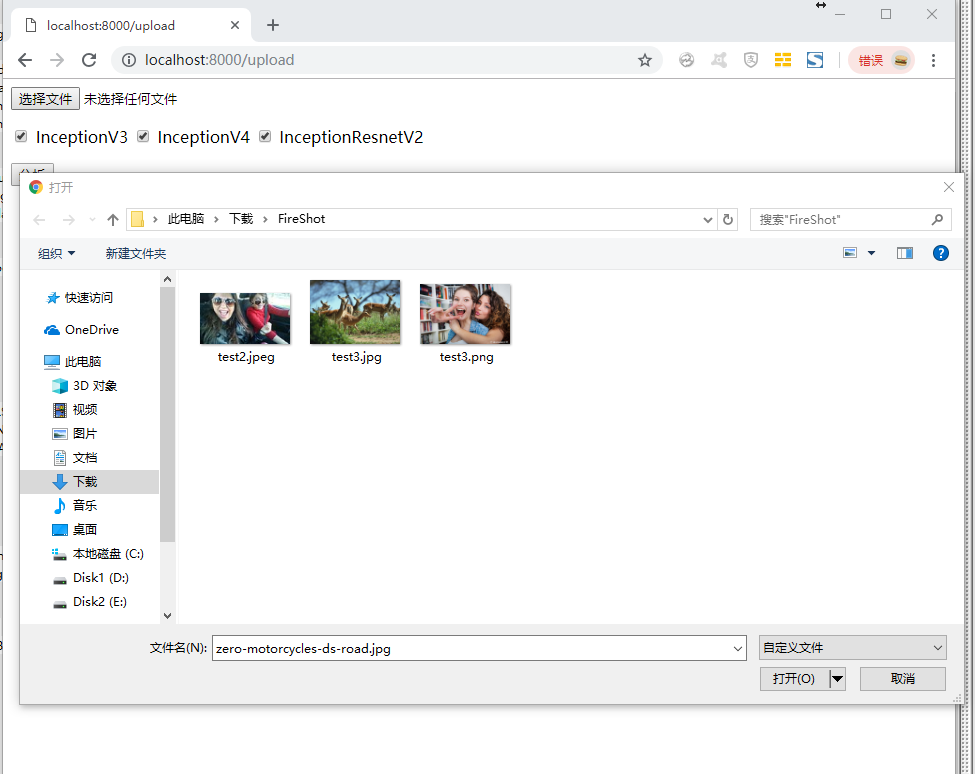 localhost:8000/upload
localhost:8000/upload
错误
选择文件 未选择任何文件
InceptionV3 InceptionV4 InceptionResnetV2
打开
此电脑 下载 FireShot
搜索"FireShot"
组织 新建文件夹
快速访问
OneDrive
此电脑
3D 对象
视频
图片
文档
下载
音乐
桌面
本地磁盘 (C:)
Disk1 (D:)
Disk2 (E:)
test2.jpeg test3.jpg test3.png
文件名(N): zero-motorcycles-ds-road.jpg 自定义文件
打开(O) 取消